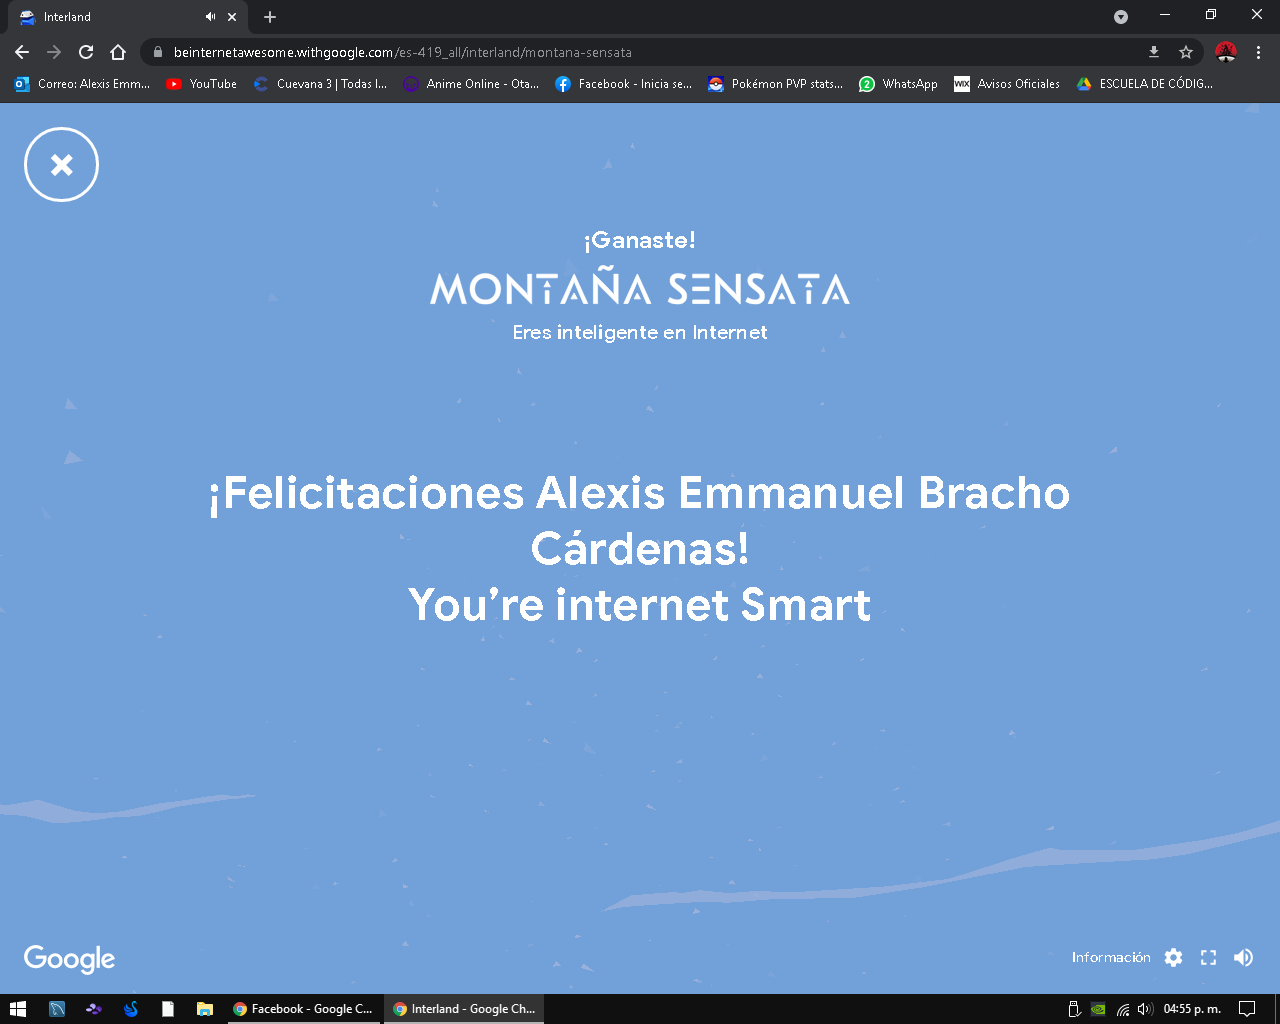 Interland
beinternetawesome.withgoogle.com/es-419_all/interland/montana-sensata
Correo: Alexis Emm... YouTube Cuevana 3 | Todas l... Anime Online - Ota... Facebook - Inicia se... Pokémon PVP stats... WhatsApp WIX Avisos Oficiales ESCUELA DE CÓDIG...
¡Ganaste!
MONTAÑA SENSATA
Eres inteligente en Internet
¡Felicitaciones Alexis Emmanuel Bracho
Cárdenas!
You’re internet Smart
Google
Información
Facebook - Google C... Interland - Google Ch... 04:55 p. m.